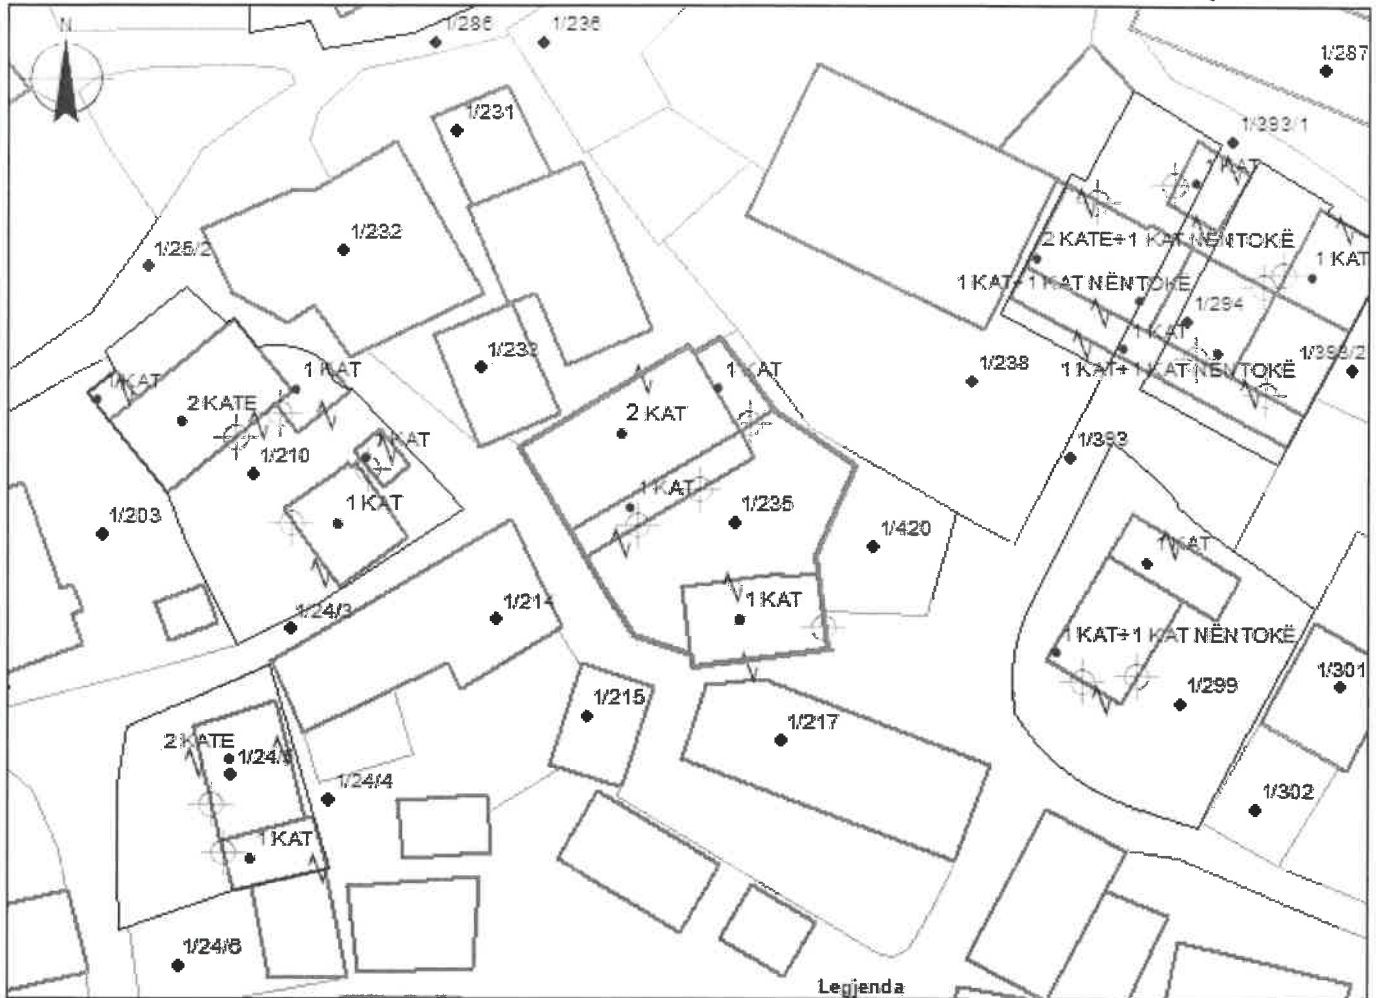 N
1/286
1/236
1/287
1/231
1/393/1
1 KAT
1/232
1/25/2
2 KATE+1 KAT NËNTOKË
1 KAT
1 KAT+1 KAT NËNTOKË
1/294
1 KAT
1/233
1/238
1 KAT+1 KAT NËNTOKË
1/393/2
1 KAT
1 KAT
1 KAT
2 KATE
2 KAT
1 KAT
1/210
1/393
1 KAT
1 KAT
1/203
1/235
1/420
1 KAT
1/24/3
1/214
1 KAT
1 KAT+1 KAT NËNTOKË
1/301
1/215
1/217
1/299
2 KATE
1/24/5
1/24/4
1/302
1 KAT
1/24/6
Legjenda